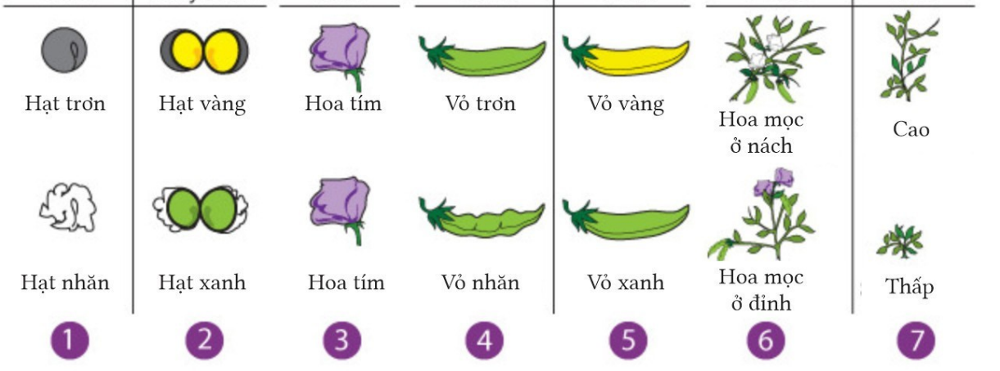 Hạt trơn
Hạt vàng
Hoa tím
Vỏ trơn
Vỏ vàng
Hoa mọc
ở nách
Cao
Hạt nhăn
Hạt xanh
Hoa tím
Vỏ nhăn
Vỏ xanh
Hoa mọc
ở đỉnh
Thấp
1
2
3
4
5
6
7